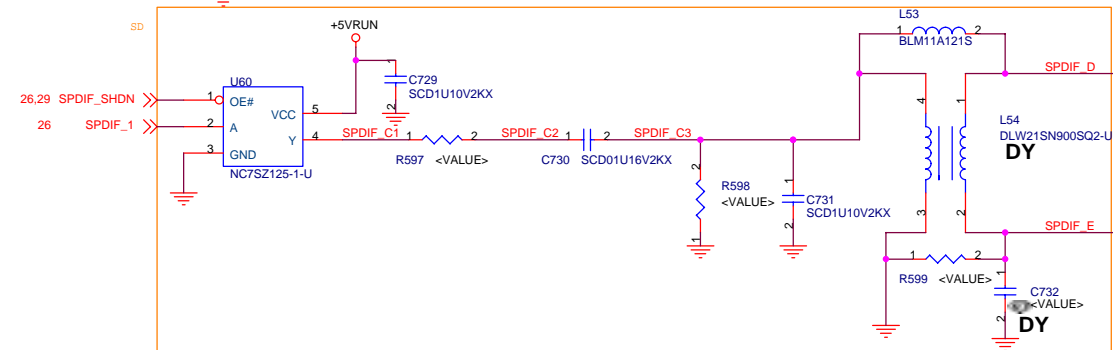 SD
+5VRUN
L53
1 2
BLM11A121S
SPDIF_D
U60
1
C729
SCD1U10V2KX
2
26,29 SPDIF_SHDN
1 OE#
VCC 5
26 SPDIF_1
2 A
Y 4
3 GND
NC7SZ125-1-U
SPDIF_C1
1 2
R597 <VALUE>
SPDIF_C2
1 2
C730 SCD01U16V2KX
SPDIF_C3
4 1
L54
DLW21SN900SQ2-U
DY
3 2
2
R598
<VALUE>
1
1
C731
SCD1U10V2KX
2
SPDIF_E
1 2
R599 <VALUE>
1
C732
<VALUE>
2
DY